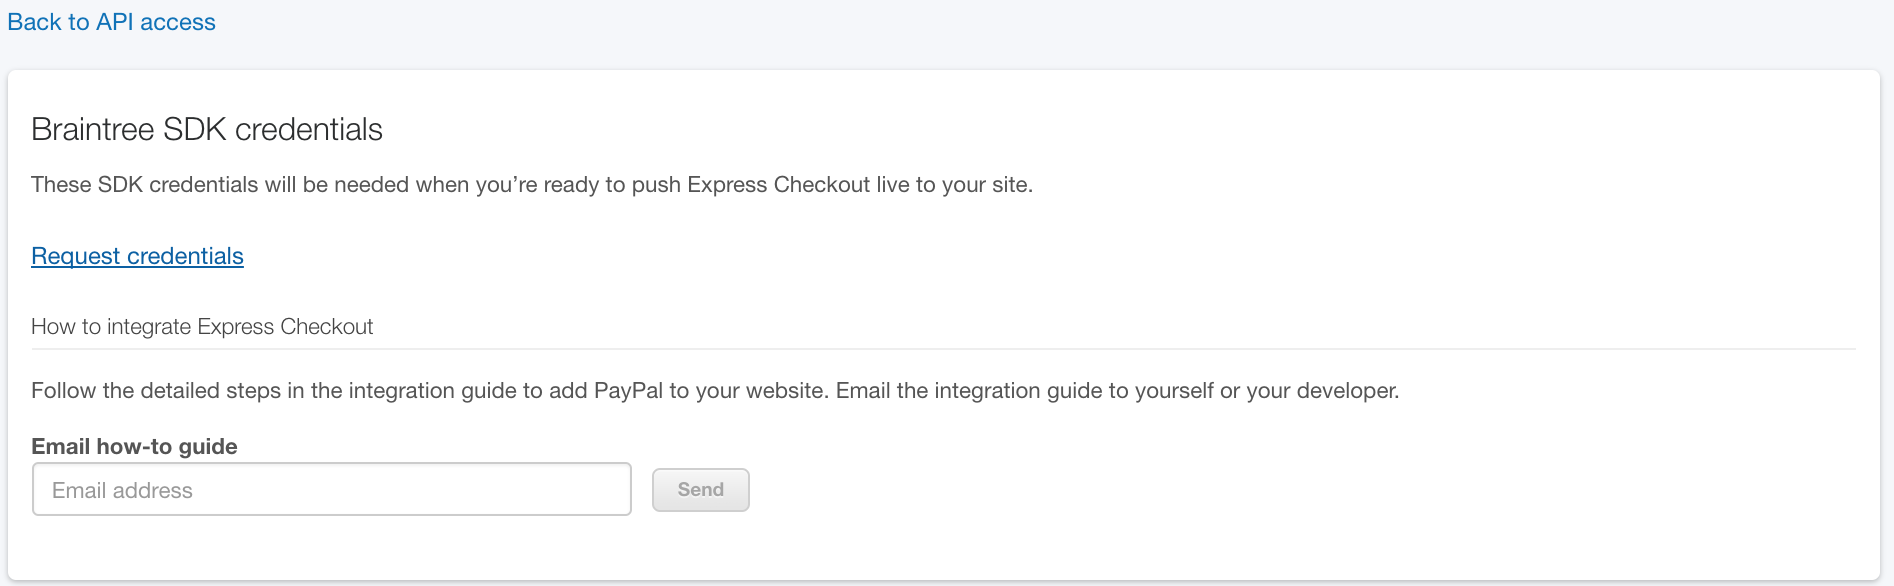 Back to API access
Braintree SDK credentials
These SDK credentials will be needed when you’re ready to push Express Checkout live to your site.
Request credentials
How to integrate Express Checkout
Follow the detailed steps in the integration guide to add PayPal to your website. Email the integration guide to yourself or your developer.
Email how-to guide
Email address
Send